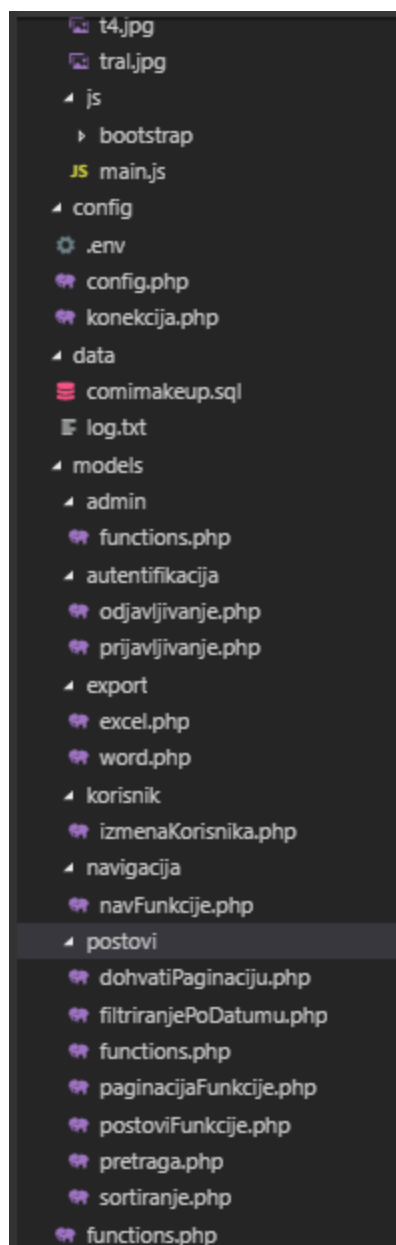 t4.jpg
tral.jpg
js
bootstrap
JS main.js
config
.env
config.php
konekcija.php
data
comimakeup.sql
log.txt
models
admin
functions.php
autentifikacija
odjavljivanje.php
prijavljivanje.php
export
excel.php
word.php
korisnik
izmenaKorisnika.php
navigacija
navFunkcije.php
postovi
dohvatiPaginaciju.php
filtriranjePoDatumu.php
functions.php
paginacijaFunkcije.php
postoviFunkcije.php
pretraga.php
sortiranje.php
functions.php